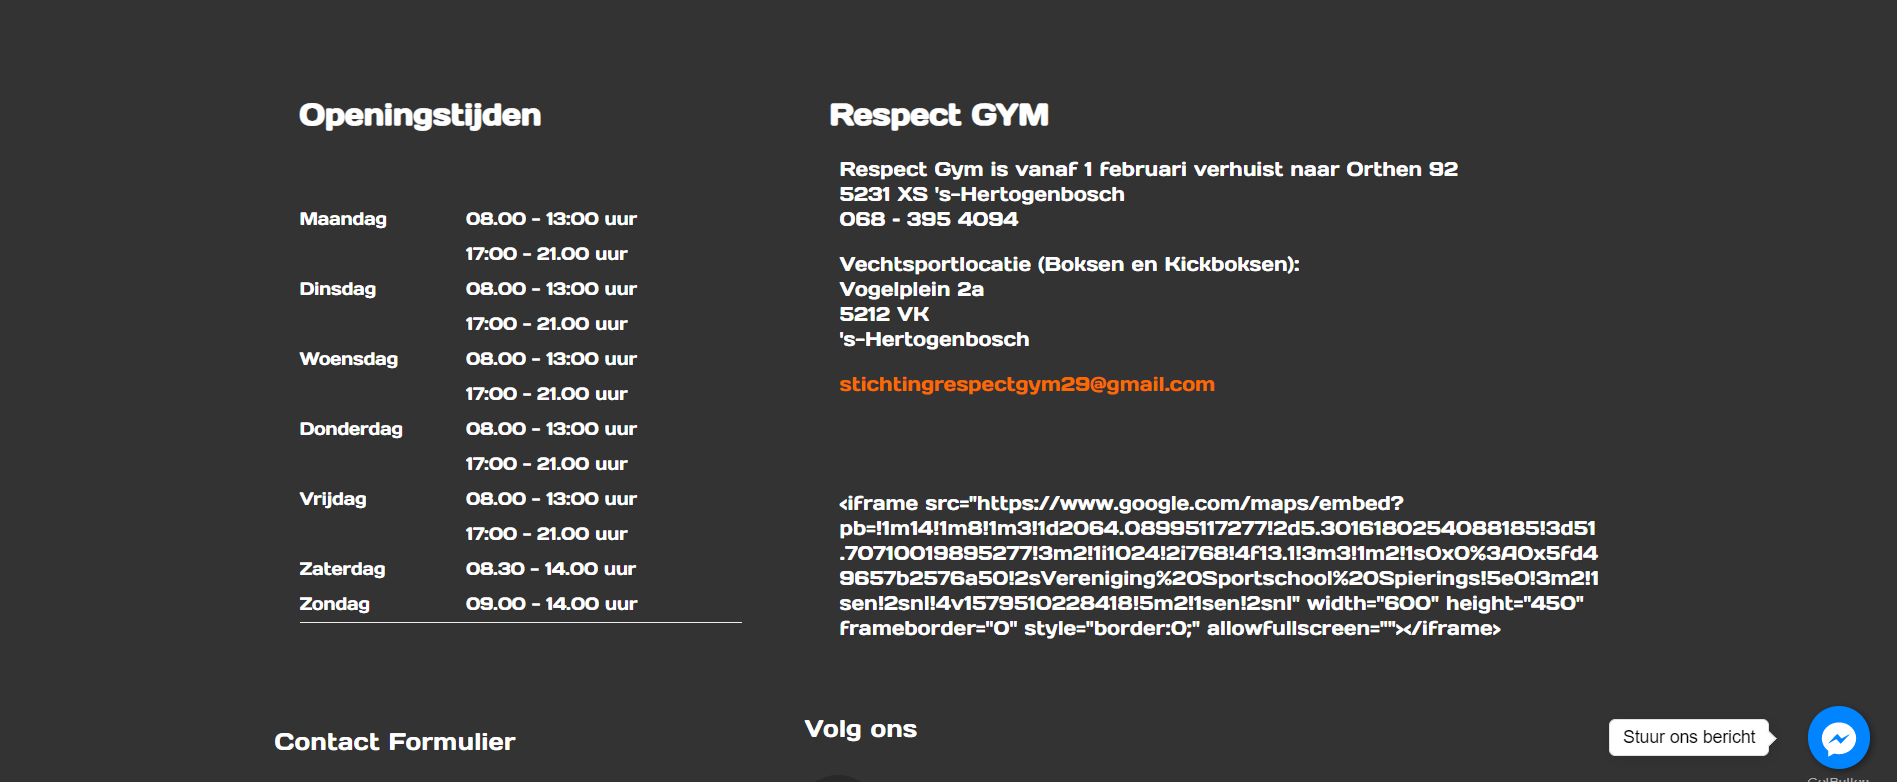 Openingstijden
Maandag 08.00 - 13:00 uur
17:00 - 21.00 uur
Dinsdag 08.00 - 13:00 uur
17:00 - 21.00 uur
Woensdag 08.00 - 13:00 uur
17:00 - 21.00 uur
Donderdag 08.00 - 13:00 uur
17:00 - 21.00 uur
Vrijdag 08.00 - 13:00 uur
17:00 - 21.00 uur
Zaterdag 08.30 - 14.00 uur
Zondag 09.00 - 14.00 uur
Respect GYM
Respect Gym is vanaf 1 februari verhuist naar Orthen 92
5231 XS 's-Hertogenbosch
068 - 395 4094
Vechtsportlocatie (Boksen en Kickboksen):
Vogelplein 2a
5212 VK
's-Hertogenbosch
stichtingrespectgym29@gmail.com
<iframe src="https://www.google.com/maps/embed?
pb=!1m14!1m8!1m3!1d2064.08995117277!2d5.3016180254088185!3d51
.70710019895277!3m2!1i1024!2i768!4f13.1!3m3!1m2!1s0x0%3A0x5fd4
9657b2576a50!2sVereniging%20Sportschool%20Spierings!5e0!3m2!1
sen!2snl!4v1579510228418!5m2!1sen!2snl" width="600" height="450"
frameborder="0" style="border:0;" allowfullscreen=""></iframe>
Contact Formulier
Volg ons
Stuur ons bericht